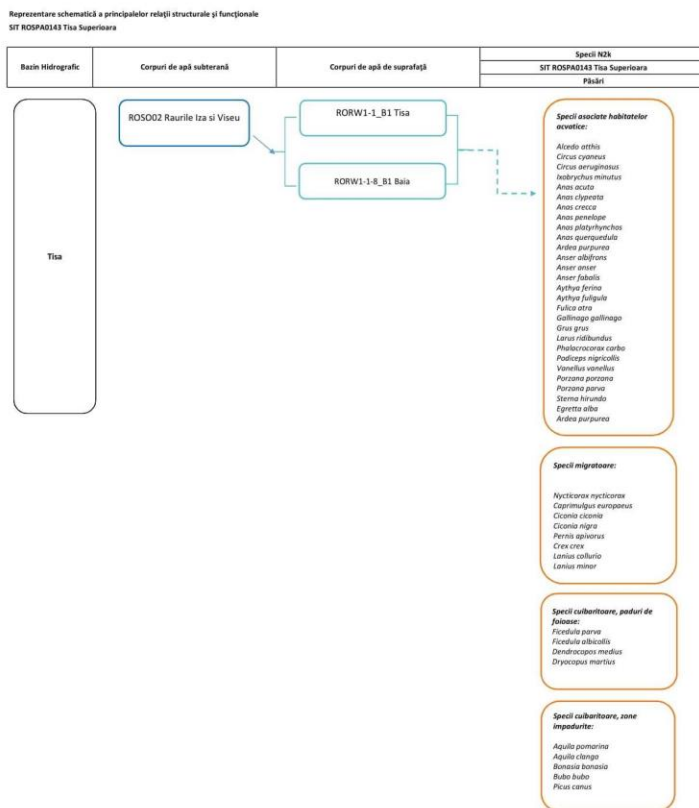 Reprezentare schematică a principalelor relații structurale și funcționale
SIT ROSPA0143 Tisa Superioara
Bazin Hidrografic
Corpuri de apă subterană
Corpuri de apă de suprafață
Specii N2k
SIT ROSPA0143 Tisa Superioara
Păsări
Tisa
ROSO02 Raurile Iza si Viseu
RORW1-1_B1 Tisa
RORW1-1-8_B1 Baia
Specii asociate habitatelor
acvatice:
Alcedo atthis
Circus cyaneus
Circus aeruginosus
Ixobrychus minutus
Anas acuta
Anas clypeata
Anas crecca
Anas penelope
Anas platyrhynchos
Anas querquedula
Ardea purpurea
Anser albifrons
Anser anser
Anser fabalis
Aythya ferina
Aythya fuligula
Fulica atra
Gallinago gallinago
Grus grus
Larus ridibundus
Phalacrocorax carbo
Podiceps nigricollis
Vanellus vanellus
Porzana porzana
Porzana parva
Sterna hirundo
Egretta alba
Ardea purpurea
Specii migratoare:
Nycticorax nycticorax
Caprimulgus europaeus
Ciconia ciconia
Ciconia nigra
Pernis apivorus
Crex crex
Lanius collurio
Lanius minor
Specii cuibaritoare, paduri de
foioase:
Ficedula parva
Ficedula albicollis
Dendrocopos medius
Dryocopus martius
Specii cuibaritoare, zone
impadurite:
Aquila pomarina
Aquila clanga
Bonasia bonasia
Bubo bubo
Picus canus